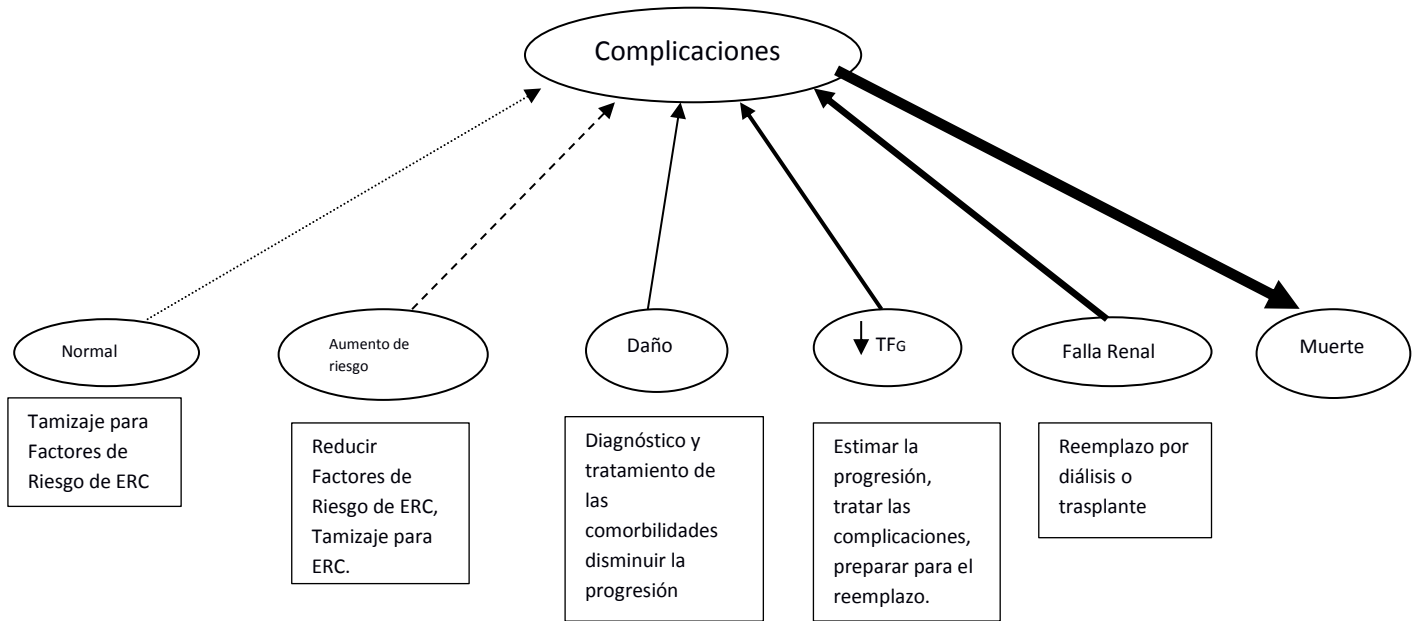 Complicaciones
Normal
Aumento de
riesgo
Daño
↓ TFG
Falla Renal
Muerte
Tamizaje para
Factores de
Riesgo de ERC
Reducir
Factores de
Riesgo de ERC,
Tamizaje para
ERC.
Diagnóstico y
tratamiento de
las
comorbilidades
disminuir la
progresión
Estimar la
progresión,
tratar las
complicaciones,
preparar para el
reemplazo.
Reemplazo por
diálisis o
trasplante